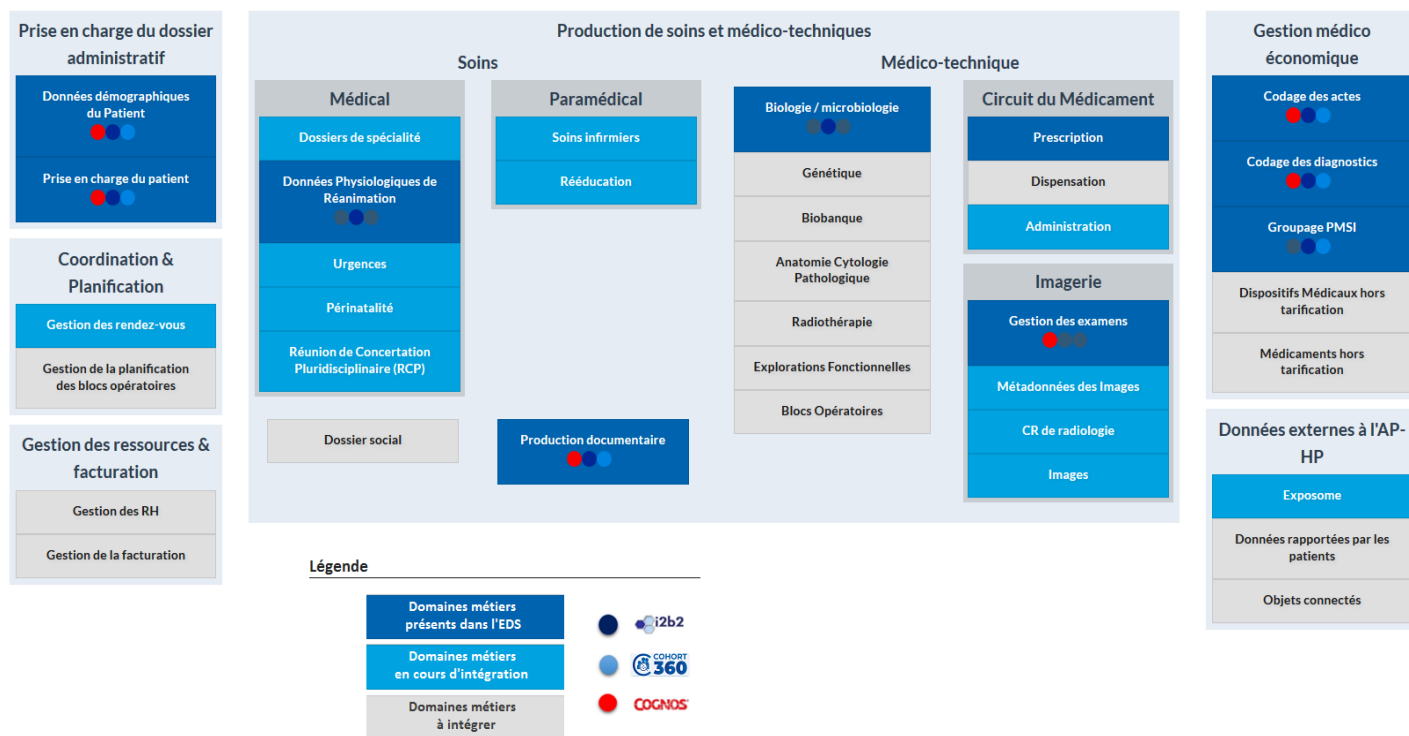 Prise en charge du dossier
administratif
Données démographiques
du Patient
Prise en charge du patient
Coordination &
Planification
Gestion des rendez-vous
Gestion de la planification
des blocs opératoires
Gestion des ressources &
facturation
Gestion des RH
Gestion de la facturation
Production de soins et médico-techniques
Soins
Médical
Dossiers de spécialité
Données Physiologiques de
Réanimation
Urgences
Périnatalité
Réunion de Concertation
Pluridisciplinaire (RCP)
Dossier social
Paramédical
Soins infirmiers
Rééducation
Production documentaire
Médico-technique
Biologie / microbiologie
Génétique
Biobanque
Anatomie Cytologie
Pathologique
Radiothérapie
Explorations Fonctionnelles
Blocs Opératoires
Circuit du Médicament
Prescription
Dispensation
Administration
Imagerie
Gestion des examens
Métadonnées des Images
CR de radiologie
Images
Gestion médico
économique
Codage des actes
Codage des diagnostics
Groupage PMSI
Dispositifs Médicaux hors
tarification
Médicaments hors
tarification
Données externes à l'AP-
HP
Exposome
Données rapportées par les
patients
Objets connectés
Légende
Domaines métiers
présents dans l'EDS
Domaines métiers
en cours d'intégration
Domaines métiers
à intégrer
i2b2
COHORT
360
COGNOS